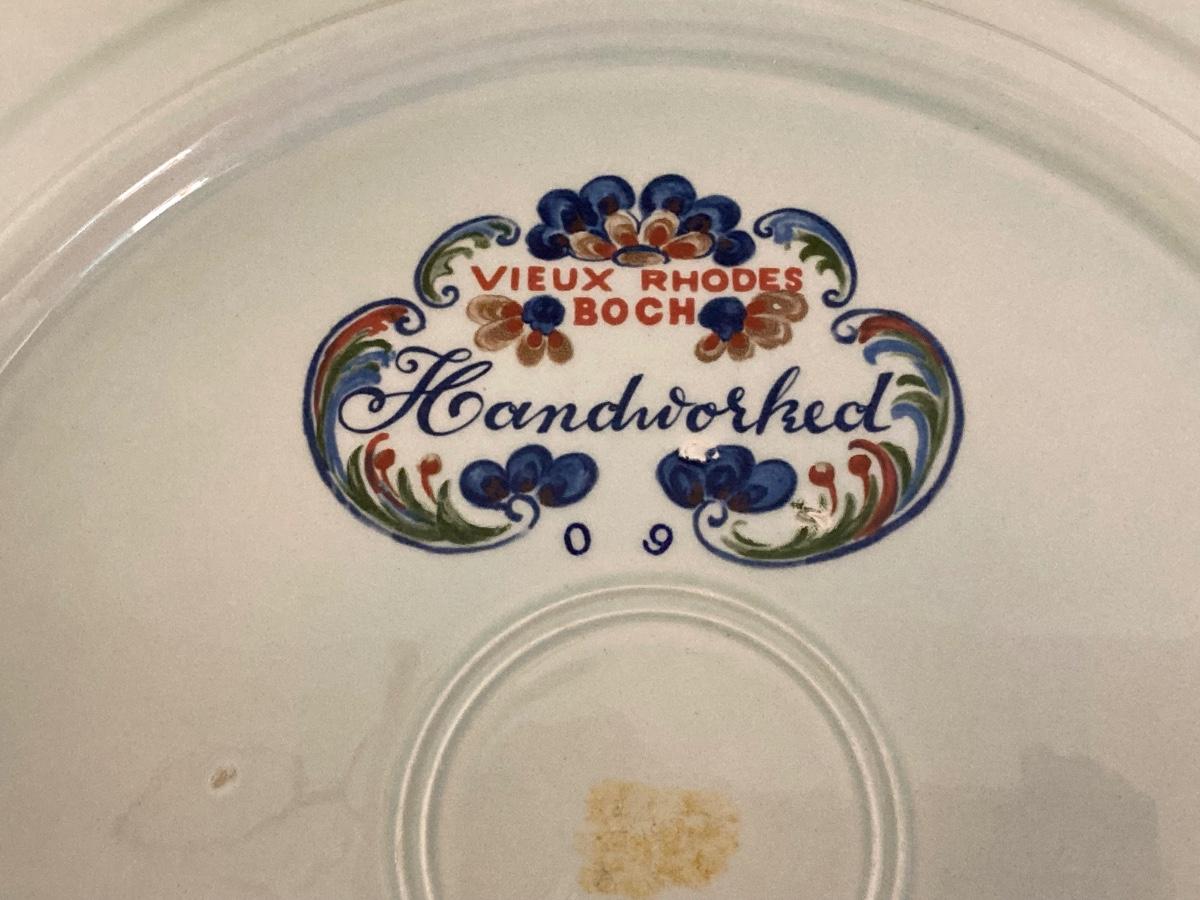 VIEUX RHODES
BOCH
Handworked
0 9